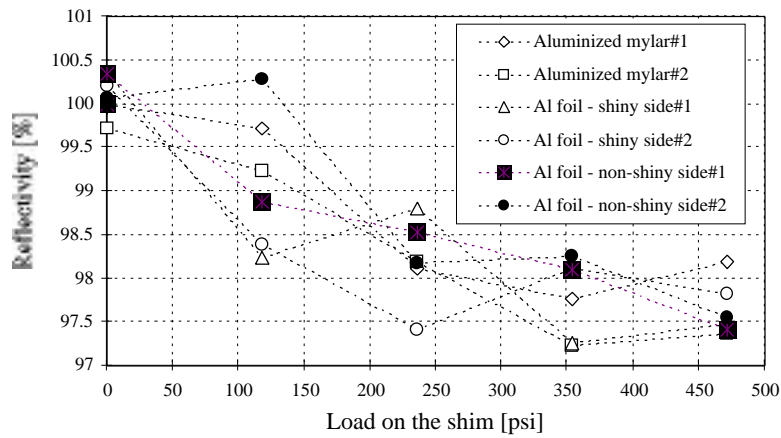 101
100.5
100
99.5
99
98.5
98
97.5
97
Reflectivity [%]
0 50 100 150 200 250 300 350 400 450 500
Load on the shim [psi]
Aluminized mylar#1
Aluminized mylar#2
Al foil - shiny side#1
Al foil - shiny side#2
Al foil - non-shiny side#1
Al foil - non-shiny side#2